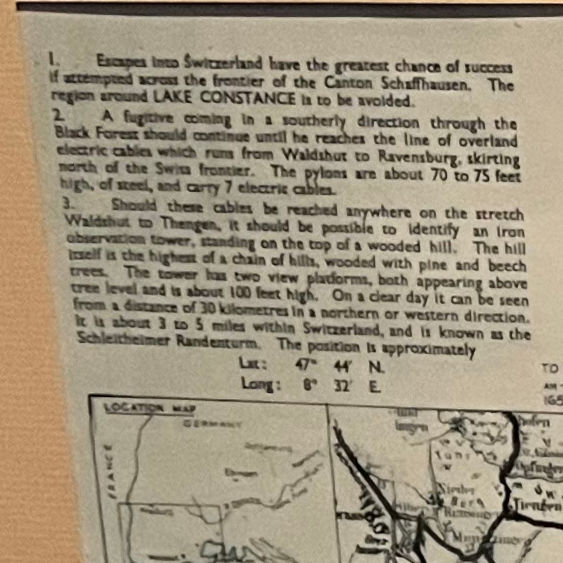 1. Escapes into Switzerland have the greatest chance of success
if attempted across the frontier of the Canton Schaffhausen. The
region around LAKE CONSTANCE is to be avoided.
2. A fugitive coming in a southerly direction through the
Black Forest should continue until he reaches the line of overland
electric cables which runs from Waldshut to Ravensburg, skirting
north of the Swiss frontier. The pylons are about 70 to 75 feet
high, of steel, and carry 7 electric cables.
3. Should these cables be reached anywhere on the stretch
Waldshut to Thengen, it should be possible to identify an iron
observation tower, standing on the top of a wooded hill. The hill
itself is the highest of a chain of hills, wooded with pine and beech
trees. The tower has two view platforms, both appearing above
tree level and is about 100 feet high. On a clear day it can be seen
from a distance of 30 kilometres in a northern or western direction.
It is about 3 to 5 miles within Switzerland, and is known as the
Schleitheimer Randenturm. The position is approximately
Lat: 47° 44′ N.
Long: 8° 32′ E.
TO
LOCATION MAP
GERMANY
FRANCE
Tiengen